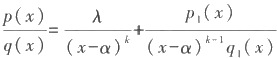 p(x)/q(x) = λ/(x-α)^k + p₁(x)/((x-α)^{k-1} q₁(x))